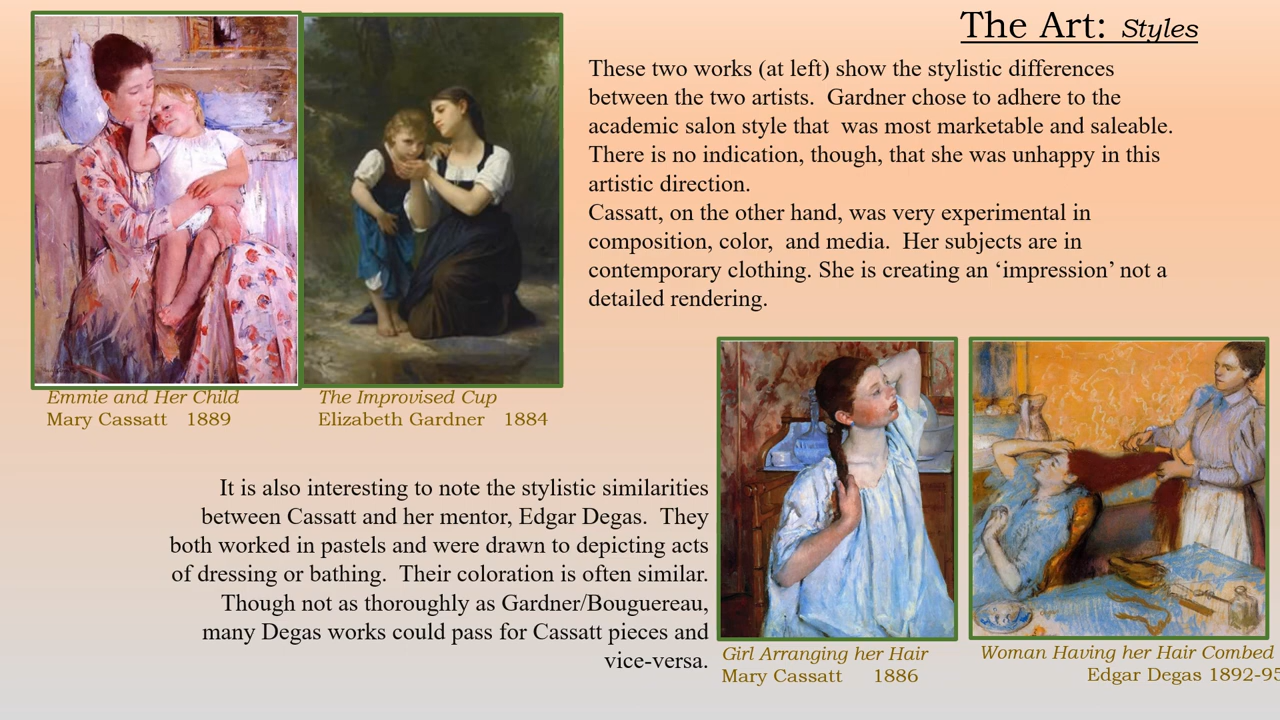 The Art: Styles
These two works (at left) show the stylistic differences
between the two artists.  Gardner chose to adhere to the
academic salon style that  was most marketable and saleable.
There is no indication, though, that she was unhappy in this
artistic direction.
Cassatt, on the other hand, was very experimental in
composition, color,  and media.  Her subjects are in
contemporary clothing. She is creating an ‘impression’ not a
detailed rendering.
Emmie and Her Child
Mary Cassatt   1889
The Improvised Cup
Elizabeth Gardner   1884
It is also interesting to note the stylistic similarities
between Cassatt and her mentor, Edgar Degas.  They
both worked in pastels and were drawn to depicting acts
of dressing or bathing.  Their coloration is often similar.
Though not as thoroughly as Gardner/Bouguereau,
many Degas works could pass for Cassatt pieces and
vice-versa.
Girl Arranging her Hair
Mary Cassatt     1886
Woman Having her Hair Combed
Edgar Degas 1892-95